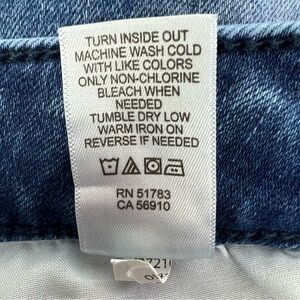 TURN INSIDE OUT
MACHINE WASH COLD
WITH LIKE COLORS
ONLY NON-CHLORINE
BLEACH WHEN
NEEDED
TUMBLE DRY LOW
WARM IRON ON
REVERSE IF NEEDED
RN 51783
CA 56910